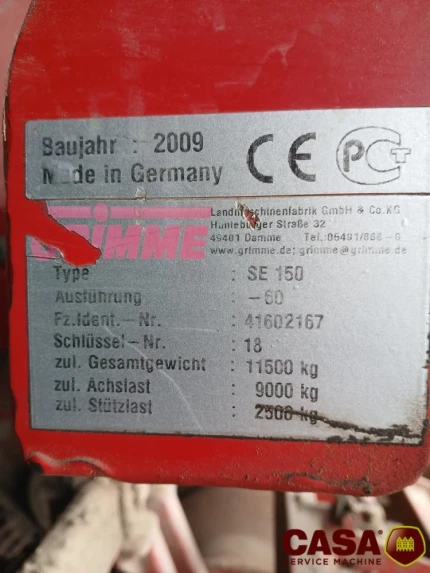 Baujahr : 2009
Made in Germany
CE
PCT
GRIMME
Landmaschinenfabrik GmbH & Co.KG
Hunteburger Straße 32
49401 Damme Tel.:05491/666-0
www.grimme.de; grimme@grimme.de
Type : SE 150
Ausführung : -60
Fz.Ident.-Nr. : 41602167
Schlüssel-Nr. : 18
zul. Gesamtgewicht : 11500 kg
zul. Achslast : 9000 kg
zul. Stützlast : 2500 kg
CASA
SERVICE MACHINE